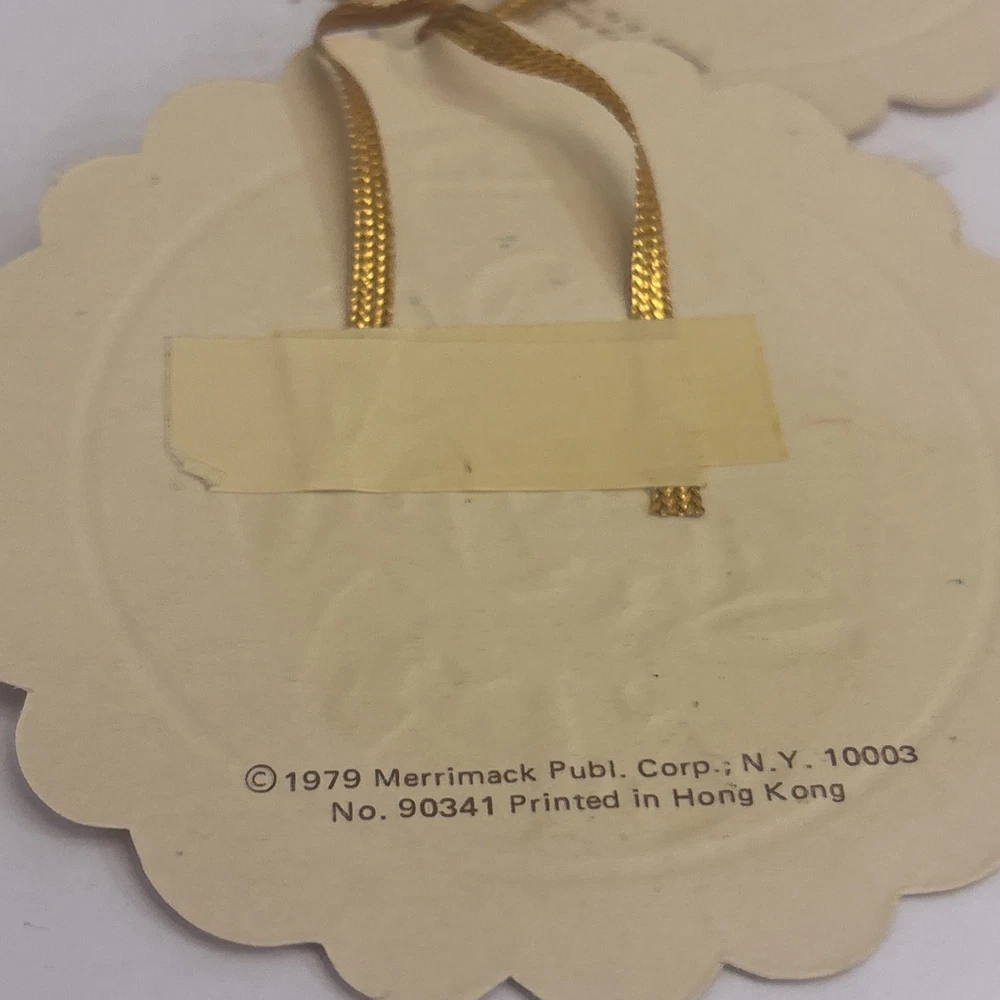 ©1979 Merrimack Publ. Corp.; N.Y. 10003
No. 90341 Printed in Hong Kong